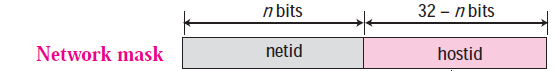 n bits 32 – n bits
Network mask netid hostid